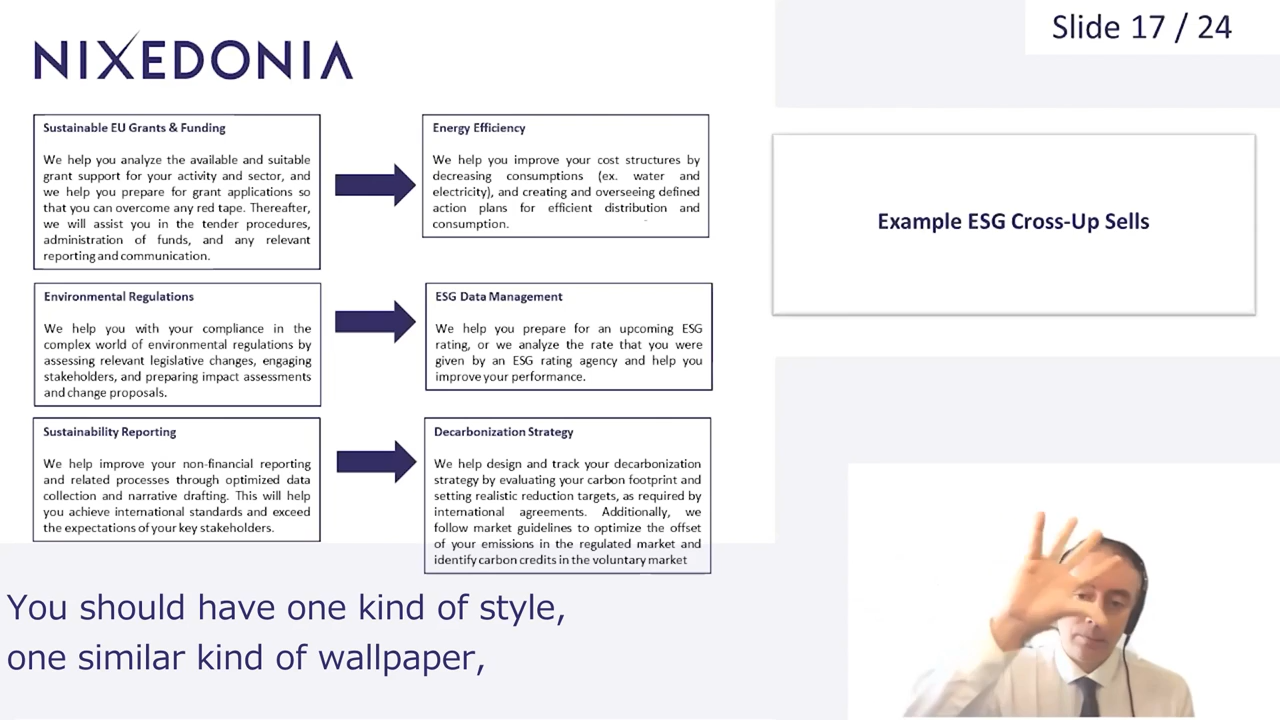 NIXEDONIA
Slide 17 / 24
Sustainable EU Grants & Funding
We help you analyze the available and suitable
grant support for your activity and sector, and
we help you prepare for grant applications so
that you can overcome any red tape. Thereafter,
we will assist you in the tender procedures,
administration of funds, and any relevant
reporting and communication.
Energy Efficiency
We help you improve your cost structures by
decreasing consumptions (ex. water and
electricity), and creating and overseeing defined
action plans for efficient distribution and
consumption.
Example ESG Cross-Up Sells
Environmental Regulations
We help you with your compliance in the
complex world of environmental regulations by
assessing relevant legislative changes, engaging
stakeholders, and preparing impact assessments
and change proposals.
ESG Data Management
We help you prepare for an upcoming ESG
rating, or we analyze the rate that you were
given by an ESG rating agency and help you
improve your performance.
Sustainability Reporting
We help improve your non-financial reporting
and related processes through optimized data
collection and narrative drafting. This will help
you achieve international standards and exceed
the expectations of your key stakeholders.
Decarbonization Strategy
We help design and track your decarbonization
strategy by evaluating your carbon footprint and
setting realistic reduction targets, as required by
international agreements. Additionally, we
follow market guidelines to optimize the offset
of your emissions in the regulated market and
identify carbon credits in the voluntary market
You should have one kind of style,
one similar kind of wallpaper,